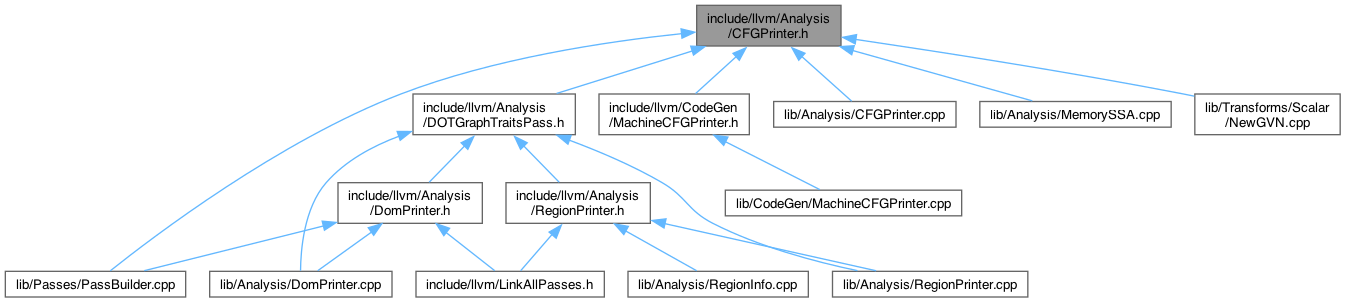 include/llvm/Analysis
/CFGPrinter.h
include/llvm/Analysis
/DOTGraphTraitsPass.h
include/llvm/CodeGen
/MachineCFGPrinter.h
lib/Analysis/CFGPrinter.cpp
lib/Analysis/MemorySSA.cpp
lib/Transforms/Scalar
/NewGVN.cpp
include/llvm/Analysis
/DomPrinter.h
include/llvm/Analysis
/RegionPrinter.h
lib/CodeGen/MachineCFGPrinter.cpp
lib/Passes/PassBuilder.cpp
lib/Analysis/DomPrinter.cpp
include/llvm/LinkAllPasses.h
lib/Analysis/RegionInfo.cpp
lib/Analysis/RegionPrinter.cpp